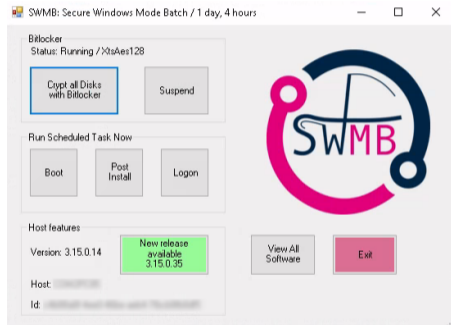 SWMB: Secure Windows Mode Batch / 1 day, 4 hours
Bitlocker
Status: Running / XtsAes128
Crypt all Disks
with Bitlocker
Suspend
Run Scheduled Task Now
Boot
Post
Install
Logon
SWMB
Host features
Version: 3.15.0.14
New release
available
3.15.0.35
View All
Software
Exit
Host:
Id: